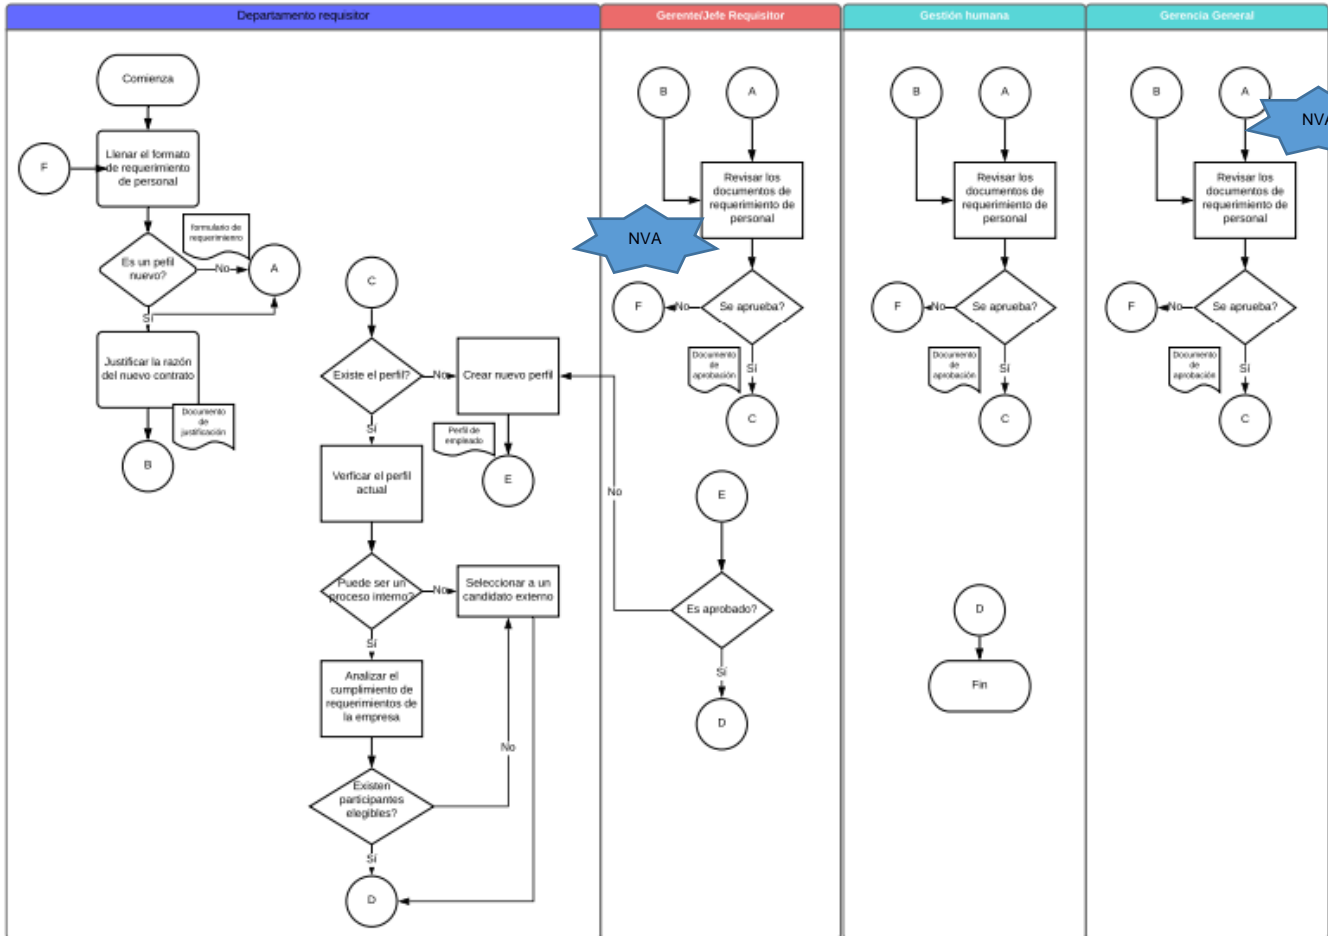 Departamento requisitor
Gerente/Jefe Requisitor
Gestión humana
Gerencia General
Comienza
F
Llenar el formato
de requerimiento
de personal
formulario de
requerimienro
Es un pefil
nuevo?
No
A
Sí
Justificar la razón
del nuevo contrato
Documento
de
justificación
B
C
Existe el perfil?
No
Crear nuevo perfil
Sí
Perfil de
empleado
E
Verficar el perfil
actual
Puede ser un
proceso interno?
No
Seleccionar a un
candidato externo
Sí
Analizar el
cumplimiento de
requerimientos de
la empresa
No
Existen
participantes
elegibles?
Sí
D
B
A
Revisar los
documentos de
requerimiento de
personal
NVA
Se aprueba?
No
F
Documento
de
aprobación
Sí
C
E
No
Es aprobado?
Sí
D
B
A
Revisar los
documentos de
requerimiento de
personal
Se aprueba?
No
F
Documento
de
aprobación
Sí
C
D
Fin
B
A
NVA
Revisar los
documentos de
requerimiento de
personal
Se aprueba?
No
F
Documento
de
aprobación
Sí
C